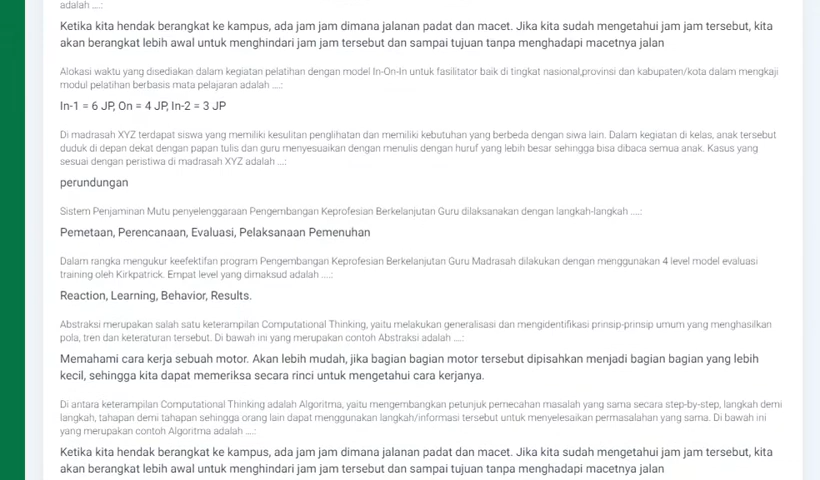 adalah ....:
Ketika kita hendak berangkat ke kampus, ada jam jam dimana jalanan padat dan macet. Jika kita sudah mengetahui jam jam tersebut, kita
akan berangkat lebih awal untuk menghindari jam jam tersebut dan sampai tujuan tanpa menghadapi macetnya jalan
Alokasi waktu yang disediakan dalam kegiatan pelatihan dengan model In-On-In untuk fasilitator baik di tingkat nasional,provinsi dan kabupaten/kota dalam mengkaji
modul pelatihan berbasis mata pelajaran adalah ....:
In-1 = 6 JP, On = 4 JP, In-2 = 3 JP
Di madrasah XYZ terdapat siswa yang memiliki kesulitan penglihatan dan memiliki kebutuhan yang berbeda dengan siwa lain. Dalam kegiatan di kelas, anak tersebut
duduk di depan dekat dengan papan tulis dan guru menyesuaikan dengan menulis dengan huruf yang lebih besar sehingga bisa dibaca semua anak. Kasus yang
sesuai dengan peristiwa di madrasah XYZ adalah ...:
perundungan
Sistem Penjaminan Mutu penyelenggaraan Pengembangan Keprofesian Berkelanjutan Guru dilaksanakan dengan langkah-langkah ....:
Pemetaan, Perencanaan, Evaluasi, Pelaksanaan Pemenuhan
Dalam rangka mengukur keefektifan program Pengembangan Keprofesian Berkelanjutan Guru Madrasah dilakukan dengan menggunakan 4 level model evaluasi
training oleh Kirkpatrick. Empat level yang dimaksud adalah ....:
Reaction, Learning, Behavior, Results.
Abstraksi merupakan salah satu keterampilan Computational Thinking, yaitu melakukan generalisasi dan mengidentifikasi prinsip-prinsip umum yang menghasilkan
pola, tren dan keteraturan tersebut. Di bawah ini yang merupakan contoh Abstraksi adalah ....:
Memahami cara kerja sebuah motor. Akan lebih mudah, jika bagian bagian motor tersebut dipisahkan menjadi bagian bagian yang lebih
kecil, sehingga kita dapat memeriksa secara rinci untuk mengetahui cara kerjanya.
Di antara keterampilan Computational Thinking adalah Algoritma, yaitu mengembangkan petunjuk pemecahan masalah yang sama secara step-by-step, langkah demi
langkah, tahapan demi tahapan sehingga orang lain dapat menggunakan langkah/informasi tersebut untuk menyelesaikan permasalahan yang sama. Di bawah ini
yang merupakan contoh Algoritma adalah ....:
Ketika kita hendak berangkat ke kampus, ada jam jam dimana jalanan padat dan macet. Jika kita sudah mengetahui jam jam tersebut, kita
akan berangkat lebih awal untuk menghindari jam jam tersebut dan sampai tujuan tanpa menghadapi macetnya jalan